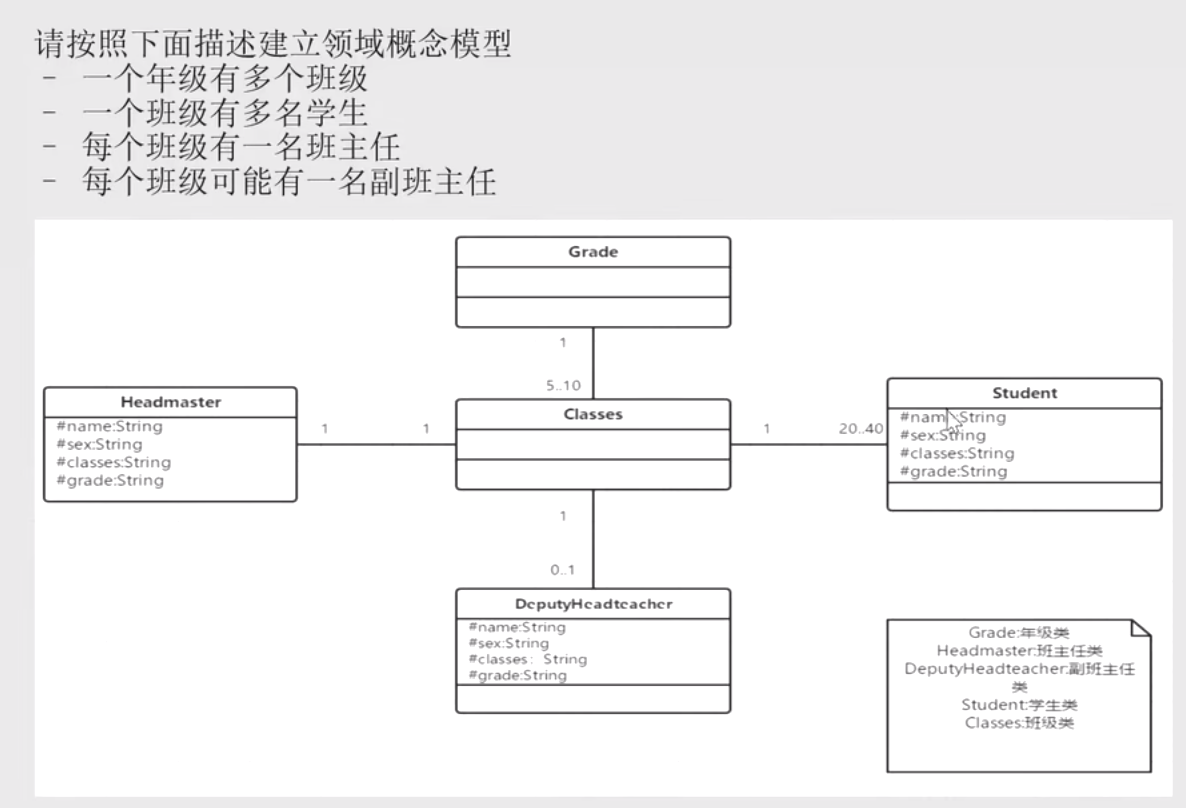 请按照下面描述建立领域概念模型
- 一个年级有多个班级
- 一个班级有多名学生
- 每个班级有一名班主任
- 每个班级可能有一名副班主任
Grade
1
5..10
Headmaster
#name:String
#sex:String
#classes:String
#grade:String
1
1
Classes
1
20..40
Student
#nam String
#sex:String
#classes:String
#grade:String
1
0..1
DeputyHeadteacher
#name:String
#sex:String
#classes: String
#grade:String
Grade:年级类
Headmaster:班主任类
DeputyHeadteacher:副班主任
类
Student:学生类
Classes:班级类